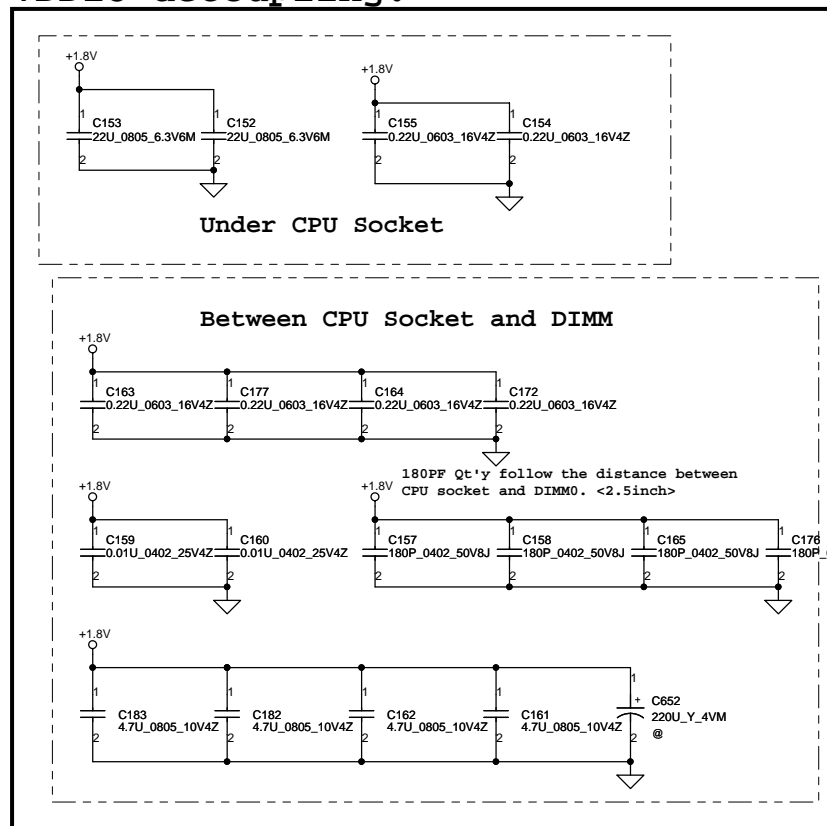 +1.8V
+1.8V
1
C153
22U_0805_6.3V6M
2
1
C152
22U_0805_6.3V6M
2
1
C155
0.22U_0603_16V4Z
2
1
C154
0.22U_0603_16V4Z
2
Under CPU Socket
Between CPU Socket and DIMM
+1.8V
1
C163
0.22U_0603_16V4Z
2
1
C177
0.22U_0603_16V4Z
2
1
C164
0.22U_0603_16V4Z
2
1
C172
0.22U_0603_16V4Z
2
180PF Qt'y follow the distance between
CPU socket and DIMM0. <2.5inch>
+1.8V
+1.8V
1
C159
0.01U_0402_25V4Z
2
1
C160
0.01U_0402_25V4Z
2
1
C157
180P_0402_50V8J
2
1
C158
180P_0402_50V8J
2
1
C165
180P_0402_50V8J
2
1
C176
2
+1.8V
1
C183
4.7U_0805_10V4Z
2
1
C182
4.7U_0805_10V4Z
2
1
C162
4.7U_0805_10V4Z
2
1
C161
4.7U_0805_10V4Z
2
1
+
C652
220U_Y_4VM
2
@